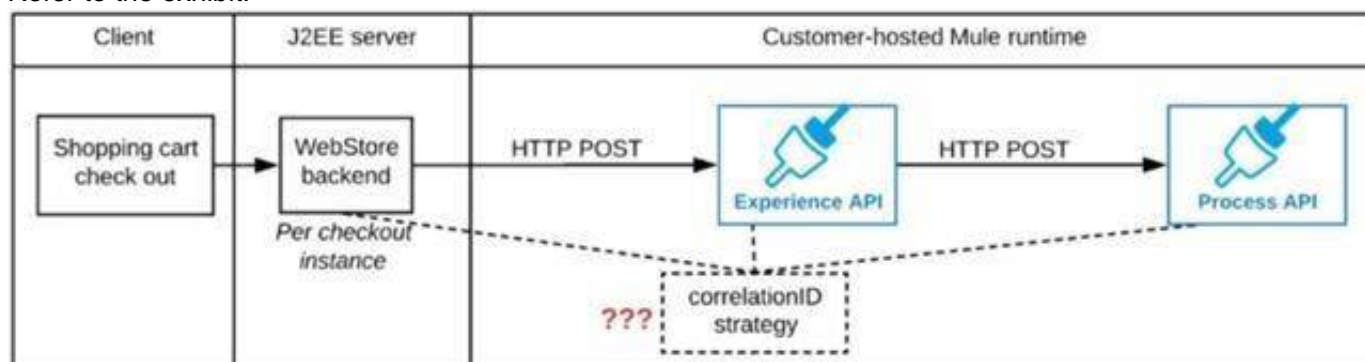 Client
J2EE server
Customer-hosted Mule runtime
Shopping cart
check out
WebStore
backend
HTTP POST
HTTP POST
Experience API
Process API
Per checkout
instance
correlationID
strategy
???